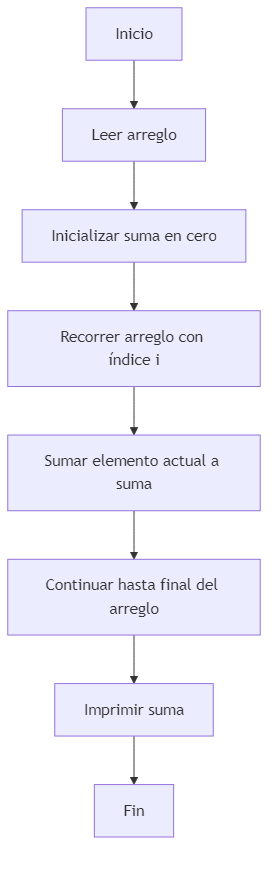 Inicio
Leer arreglo
Inicializar suma en cero
Recorrer arreglo con
índice i
Sumar elemento actual a
suma
Continuar hasta final del
arreglo
Imprimir suma
Fin